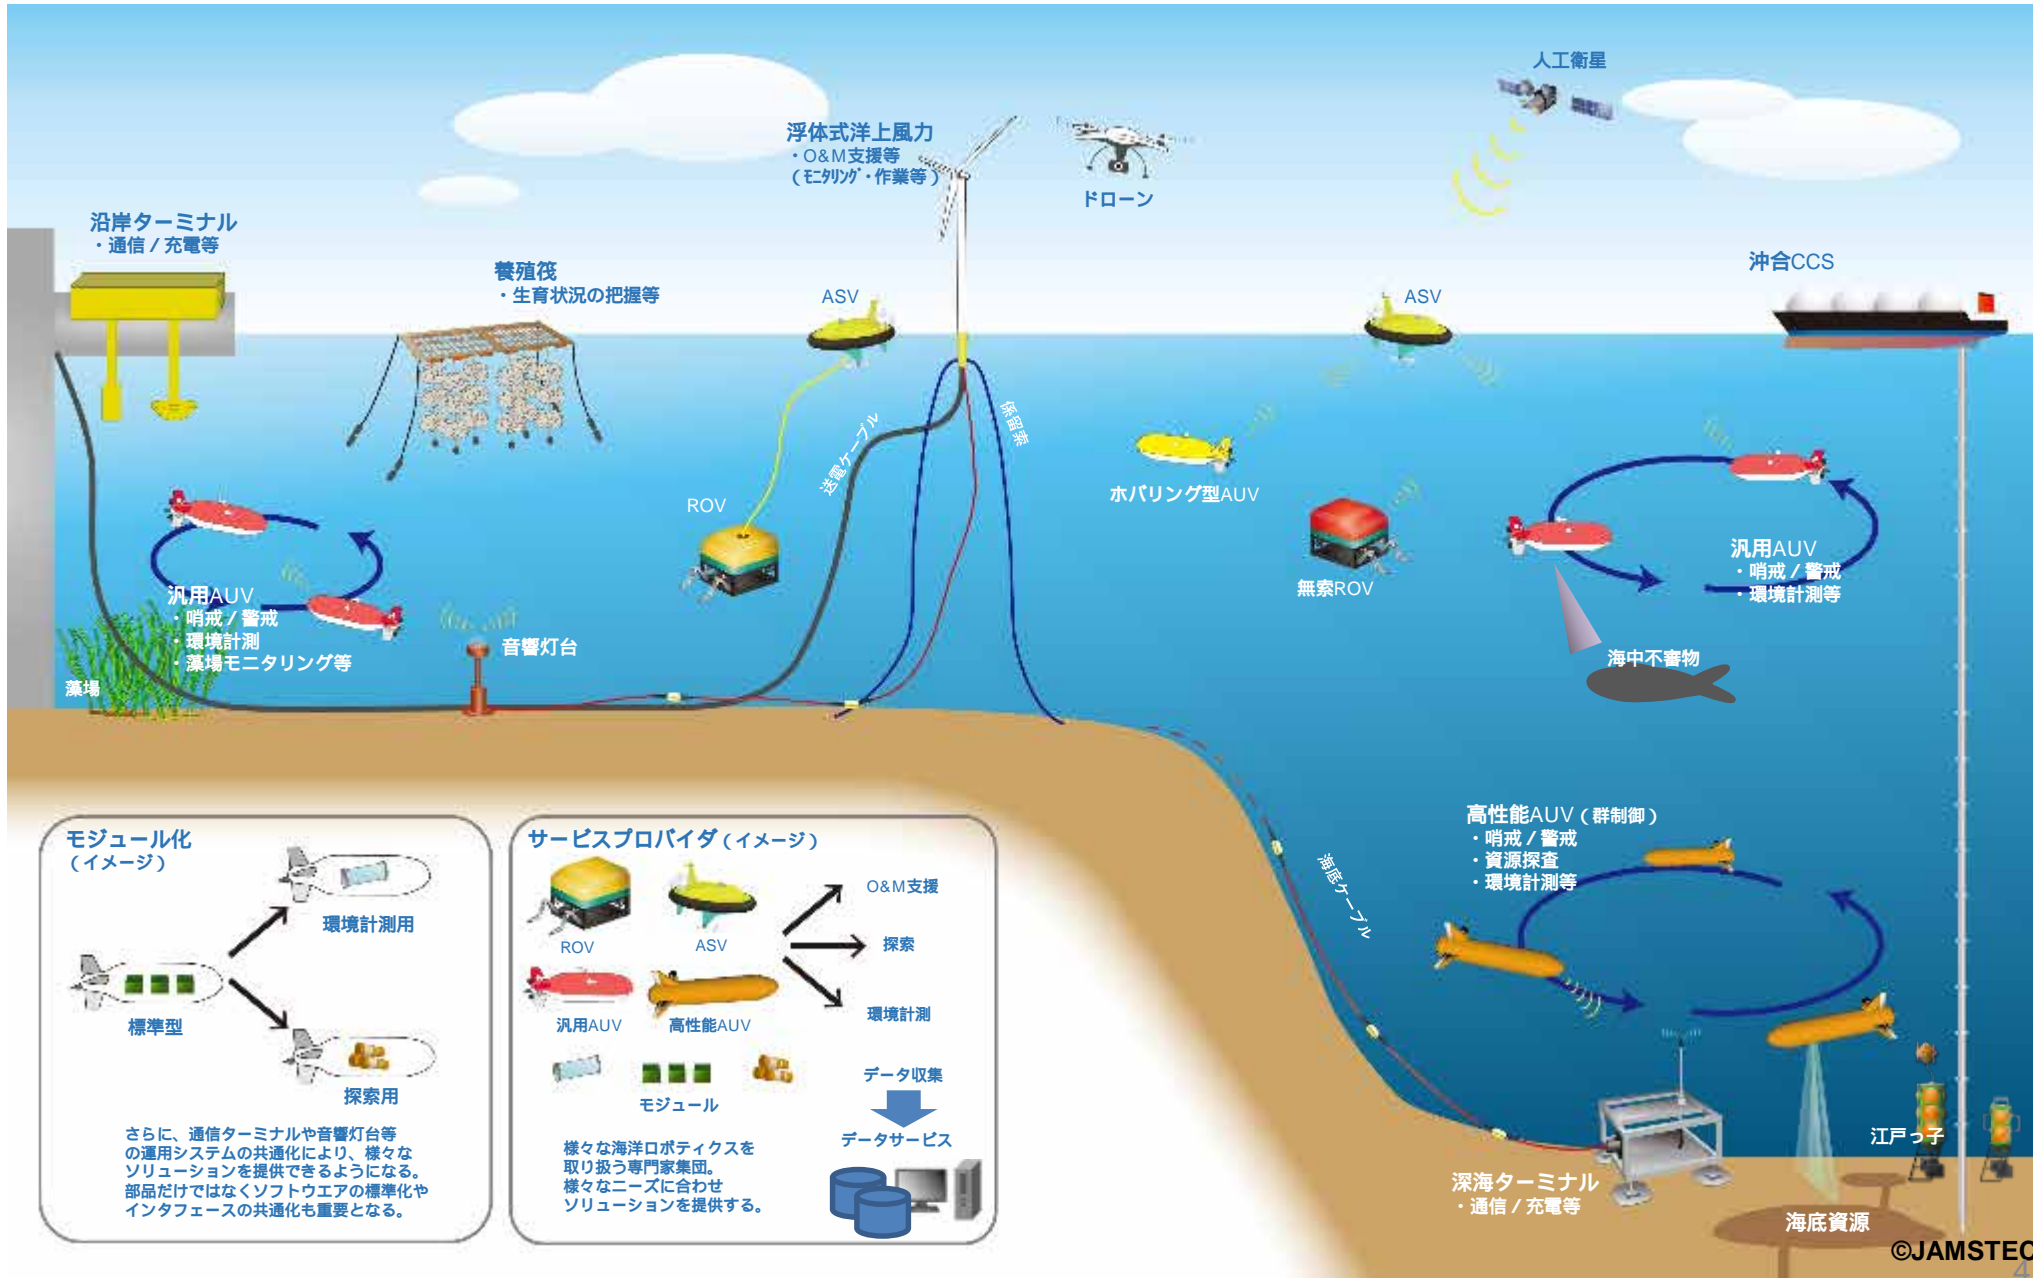 人工衛星
浮体式洋上風力
・O&M支援等
（ﾓﾆﾀﾘﾝｸﾞ・作業等）
ドローン
沿岸ターミナル
・通信 / 充電等
養殖筏
・生育状況の把握等
ASV
ASV
沖合CCS
送電ケーブル
係留索
ROV
ホバリング型AUV
無索ROV
汎用AUV
・哨戒 / 警戒
・環境計測等
汎用AUV
・哨戒 / 警戒
・環境計測
・藻場モニタリング等
藻場
音響灯台
海中不審物
高性能AUV（群制御）
・哨戒 / 警戒
・資源探査
・環境計測等
海底ケーブル
江戸っ子
深海ターミナル
・通信 / 充電等
海底資源
モジュール化
（イメージ）
環境計測用
標準型
探索用
さらに、通信ターミナルや音響灯台等
の運用システムの共通化により、様々な
ソリューションを提供できるようになる。
部品だけではなくソフトウエアの標準化や
インタフェースの共通化も重要となる。
サービスプロバイダ（イメージ）
ROV
ASV
汎用AUV
高性能AUV
モジュール
O&M支援
探索
環境計測
データ収集
データサービス
様々な海洋ロボティクスを
取り扱う専門家集団。
様々なニーズに合わせ
ソリューションを提供する。
©JAMSTEC
4